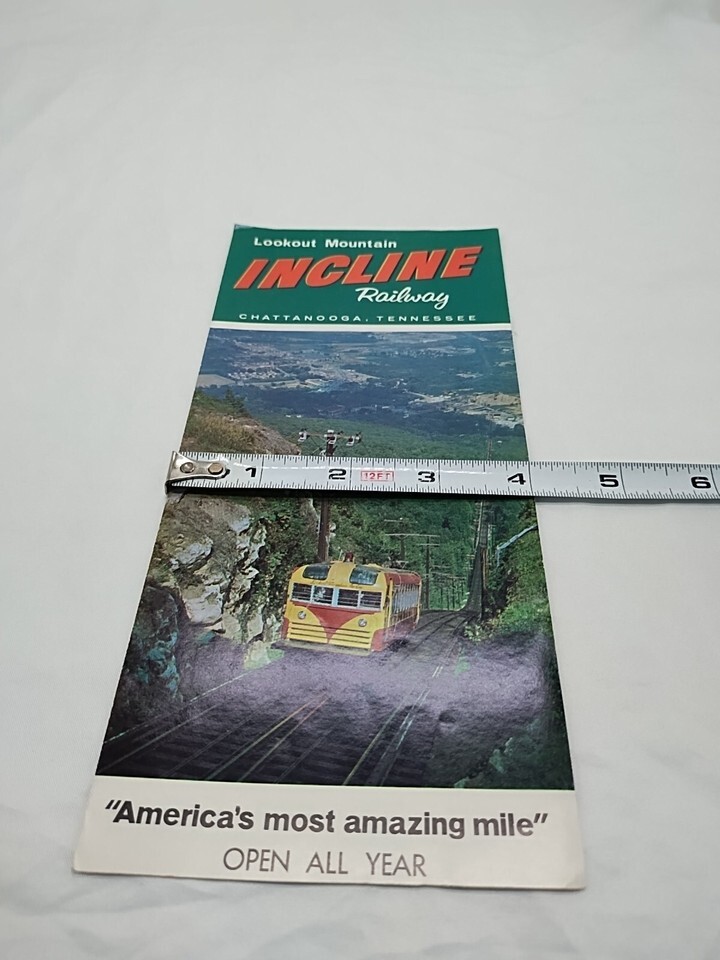 Lookout Mountain
INCLINE
Railway
CHATTANOOGA, TENNESSEE
1 2 12FT 3 4 5 6
"America's most amazing mile"
OPEN ALL YEAR